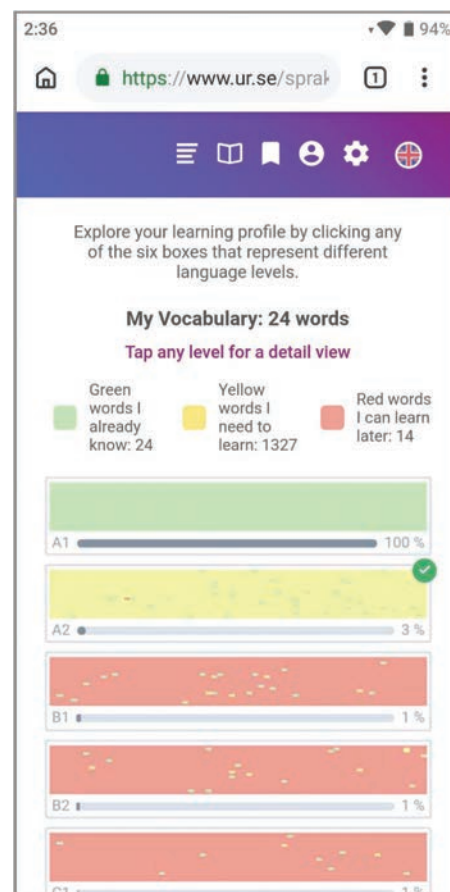 2:36 94%
https://www.ur.se/språk 1
Explore your learning profile by clicking any
of the six boxes that represent different
language levels.
My Vocabulary: 24 words
Tap any level for a detail view
Green
words I
already
know: 24
Yellow
words I
need to
learn: 1327
Red words
I can learn
later: 14
A1 100 %
A2 3 %
B1 1 %
B2 1 %
C1 1 %